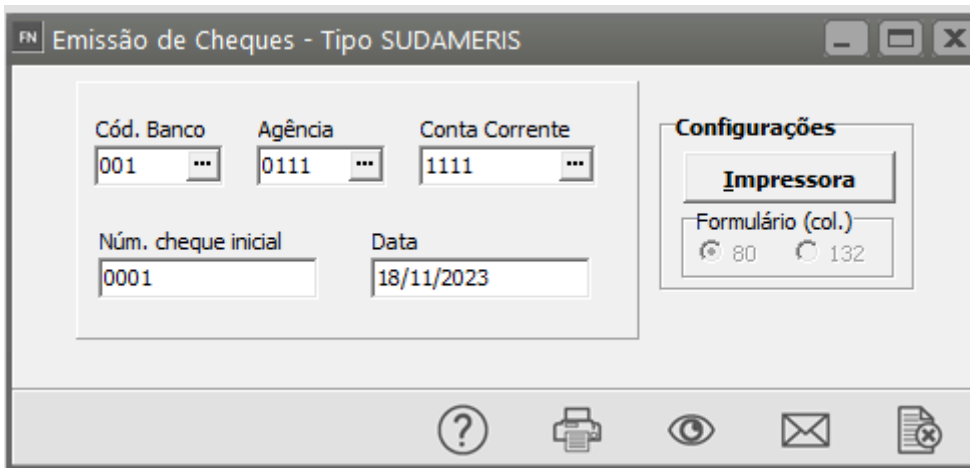 FN Emissão de Cheques - Tipo SUDAMERIS
Cód. Banco Agência Conta Corrente
001 ... 0111 ... 1111 ...
Núm. cheque inicial Data
0001 18/11/2023
Configurações
Impressora
Formulário (col.)
80 132